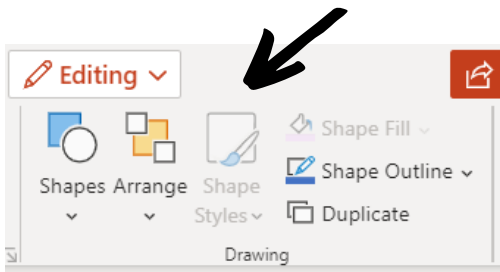 Editing
Shape Fill
Shapes Arrange Shape
Styles
Shape Outline
Duplicate
Drawing